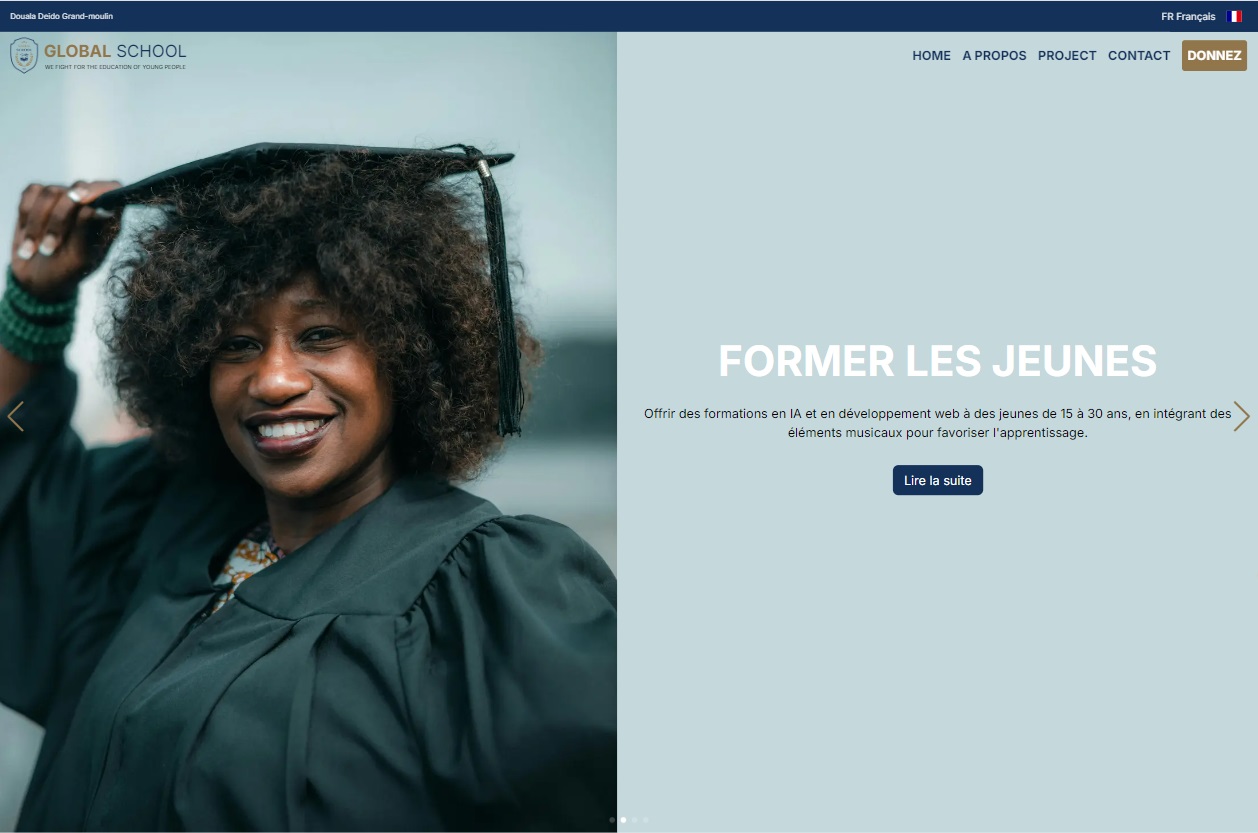 Douala Deido Grand-moulin
FR Français
GLOBAL SCHOOL
WE FIGHT FOR THE EDUCATION OF YOUNG PEOPLE
HOME A PROPOS PROJECT CONTACT DONNEZ
FORMER LES JEUNES
Offrir des formations en IA et en développement web à des jeunes de 15 à 30 ans, en intégrant des
éléments musicaux pour favoriser l'apprentissage.
Lire la suite